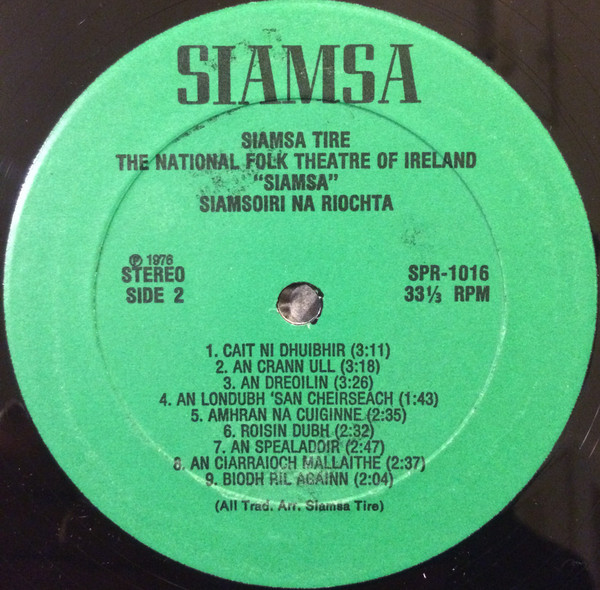 SIAMSA
SIAMSA TIRE
THE NATIONAL FOLK THEATRE OF IRELAND
"SIAMSA"
SIAMSOIRI NA RIOCHTA
℗ 1976
STEREO
SIDE 2
SPR-1016
33⅓ RPM
1. CAIT NI DHUIBHIR (3:11)
2. AN CRANN ULL (3:18)
3. AN DREOILIN (3:26)
4. AN LONDUBH 'SAN CHEIRSEACH (1:43)
5. AMHRAN NA CUIGINNE (2:35)
6. ROISIN DUBH (2:32)
7. AN SPEALADOIR (2:47)
8. AN CIARRAIOCH MALLAITHE (2:37)
9. BIODH RIL AGAINN (2:04)
(All Trad. Arr. Siamsa Tire)